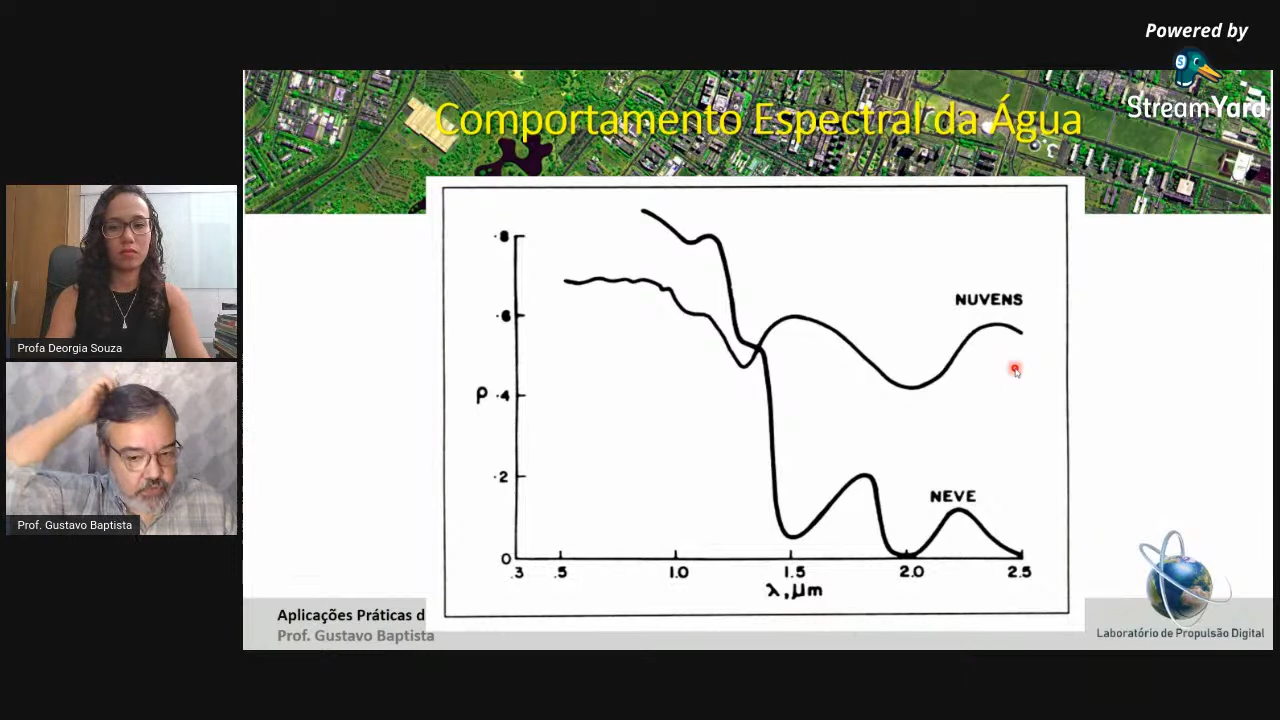 Powered by
StreamYard
Comportamento Espectral da Água
Profa Deorgia Souza
Prof. Gustavo Baptista
.8
.6
ρ .4
.2
0
.3 .5 1.0 1.5 2.0 2.5
λ, μm
NUVENS
NEVE
Aplicações Práticas d
Prof. Gustavo Baptista
Laboratório de Propulsão Digital